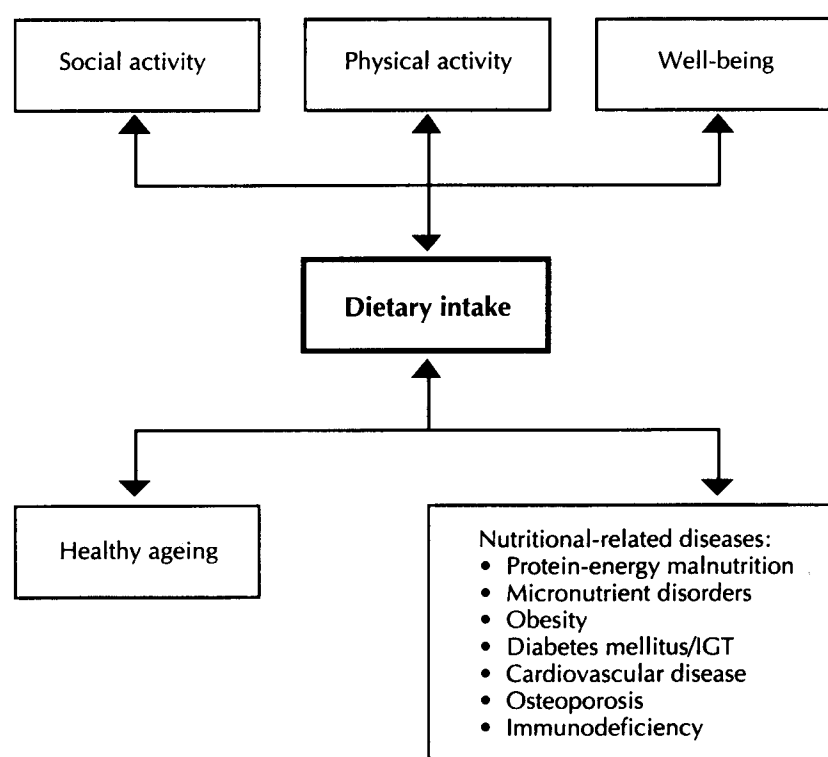 Social activity
Physical activity
Well-being
Dietary intake
Healthy ageing
Nutritional-related diseases:
• Protein-energy malnutrition
• Micronutrient disorders
• Obesity
• Diabetes mellitus/IGT
• Cardiovascular disease
• Osteoporosis
• Immunodeficiency